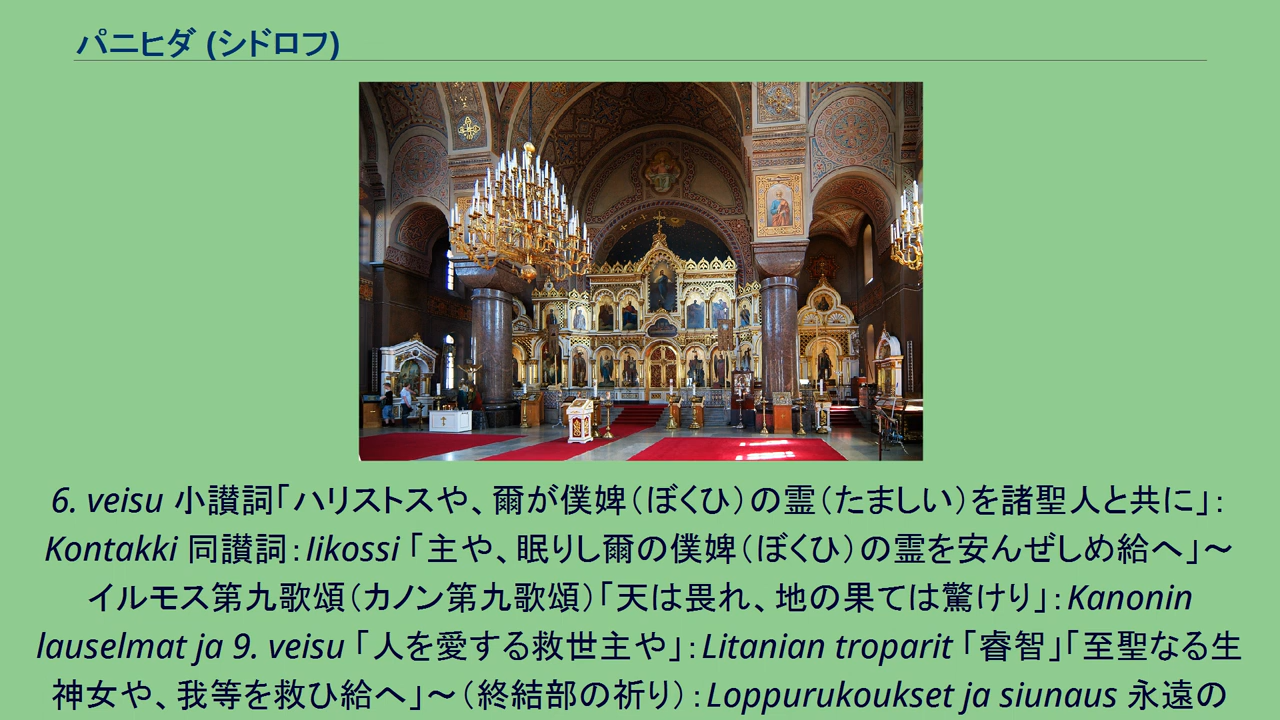 パニヒダ (シドロフ)
6. veisu 小讃詞「ハリストスや、爾が僕婢（ぼくひ）の霊（たましい）を諸聖人と共に」：
Kontakki 同讃詞：Iikossi 「主や、眠りし爾の僕婢（ぼくひ）の霊を安んぜしめ給へ」〜
イルモス第九歌頌（カノン第九歌頌）「天は畏れ、地の果ては驚けり」：Kanonin
lauselmat ja 9. veisu 「人を愛する救世主や」：Litanian troparit 「睿智」「至聖なる生
神女や、我等を救ひ給へ」〜（終結部の祈り）：Loppurukoukset ja siunaus 永遠の